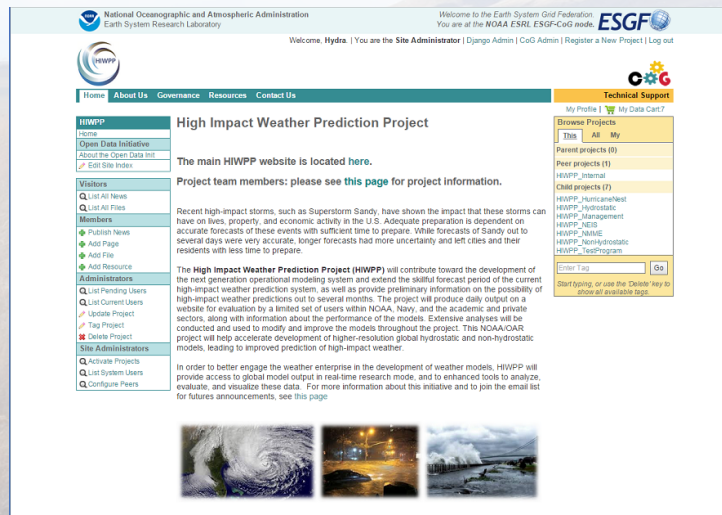 National Oceanographic and Atmospheric Administration
Earth System Research Laboratory
Welcome to the Earth System Grid Federation.
You are at the NOAA ESRL ESGF-CoG node.
ESGF
Welcome, Hydra. | You are the Site Administrator | Django Admin | CoG Admin | Register a New Project | Log out
HIWPP
COG
Home About Us Governance Resources Contact Us
Technical Support
My Profile | My Data Cart:7
HIWPP
Home
Open Data Initiative
About the Open Data Init
Edit Site Index
Visitors
List All News
List All Files
Members
Publish News
Add Page
Add File
Add Resource
Administrators
List Pending Users
List Current Users
Update Project
Tag Project
Delete Project
Site Administrators
Activate Projects
List System Users
Configure Peers
High Impact Weather Prediction Project
The main HIWPP website is located here.
Project team members: please see this page for project information.
Recent high-impact storms, such as Superstorm Sandy, have shown the impact that these storms can
have on lives, property, and economic activity in the U.S. Adequate preparation is dependent on
accurate forecasts of these events with sufficient time to prepare. While forecasts of Sandy out to
several days were very accurate, longer forecasts had more uncertainty and left cities and their
residents with less time to prepare.
The High Impact Weather Prediction Project (HIWPP) will contribute toward the development of
the next generation operational modeling system and extend the skillful forecast period of the current
high-impact weather prediction system, as well as provide preliminary information on the possibility of
high-impact weather predictions out to several months. The project will produce daily output on a
website for evaluation by a limited set of users within NOAA, Navy, and the academic and private
sectors, along with information about the performance of the models. Extensive analyses will be
conducted and used to modify and improve the models throughout the project. This NOAA/OAR
project will help accelerate development of higher-resolution global hydrostatic and non-hydrostatic
models, leading to improved prediction of high-impact weather.
In order to better engage the weather enterprise in the development of weather models, HIWPP will
provide access to global model output in real-time research mode, and to enhanced tools to analyze,
evaluate, and visualize these data. For more information about this initiative and to join the email list
for futures announcements, see this page
Browse Projects
This All My
Parent projects (0)
Peer projects (1)
HIWPP_Internal
Child projects (7)
HIWPP_HurricaneNest
HIWPP_Hydrostatic
HIWPP_Management
HIWPP_NEIS
HIWPP_NMME
HIWPP_NonHydrostatic
HIWPP_TestProgram
Enter Tag Go
Start typing, or use the 'Delete' key to
show all available tags.